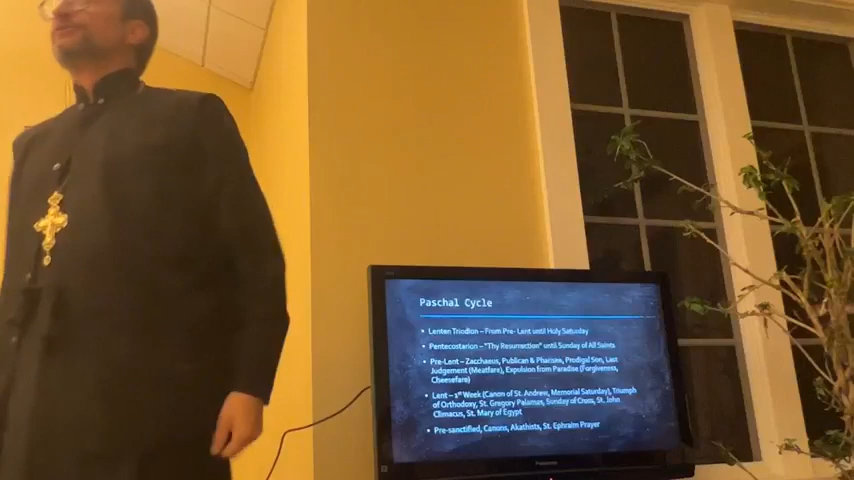 Paschal Cycle
• Lenten Triodion – From Pre-Lent until Holy Saturday
• Pentecostarion – "Thy Resurrection" until Sunday of All Saints
• Pre-Lent – Zacchaeus, Publican & Pharisee, Prodigal Son, Last
Judgement (Meatfare), Expulsion from Paradise (Forgiveness,
Cheesefare)
• Lent – 1st Week (Canon of St. Andrew, Memorial Saturday), Triumph
of Orthodoxy, St. Gregory Palamas, Sunday of Cross, St. John
Climacus, St. Mary of Egypt
• Pre-sanctified, Canons, Akathists, St. Ephraim Prayer
Panasonic